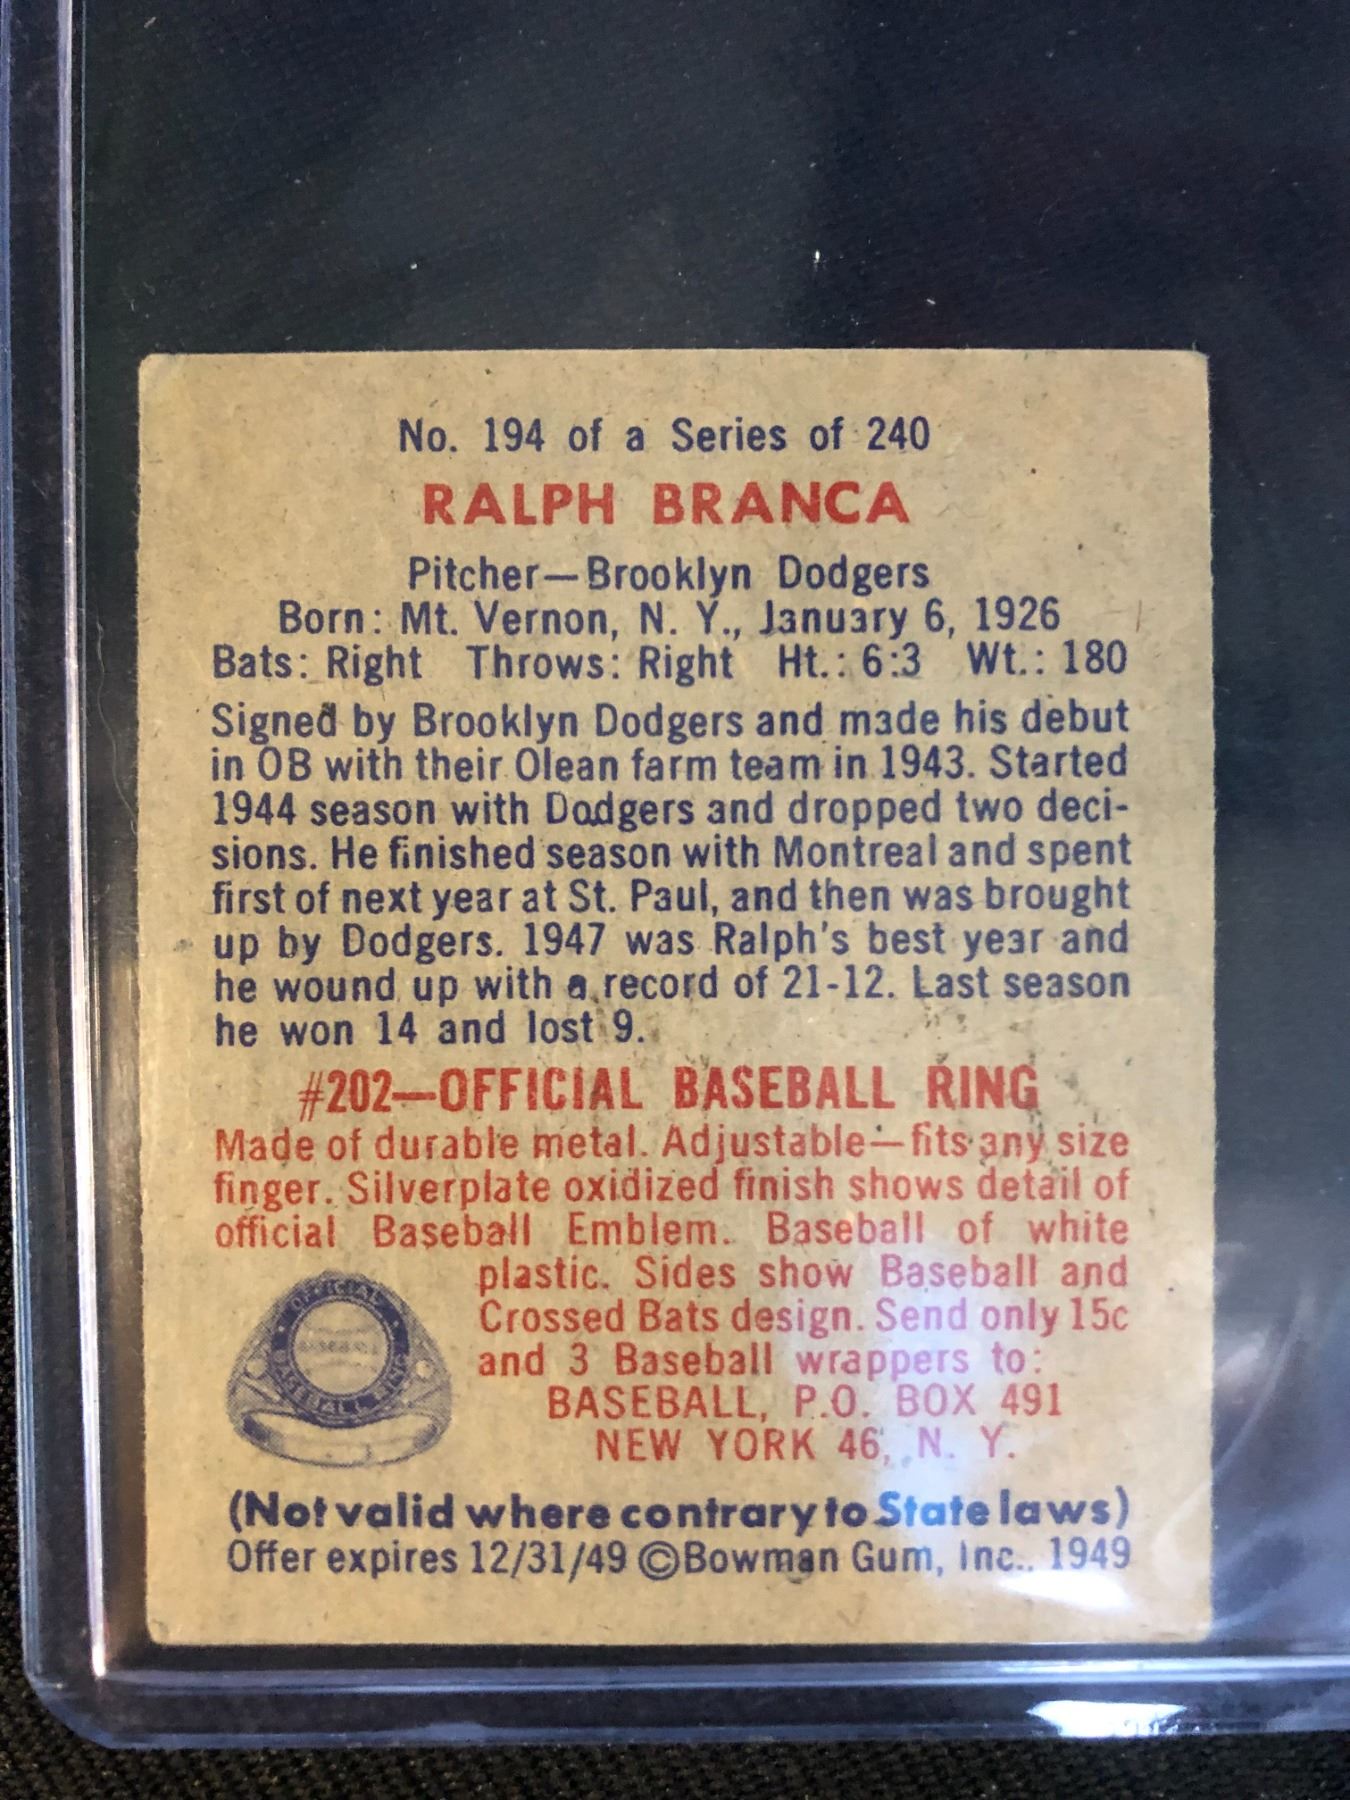 No. 194 of a Series of 240
RALPH BRANCA
Pitcher—Brooklyn Dodgers
Born: Mt. Vernon, N. Y., January 6, 1926
Bats: Right Throws: Right Ht.: 6:3 Wt.: 180
Signed by Brooklyn Dodgers and made his debut
in OB with their Olean farm team in 1943. Started
1944 season with Dodgers and dropped two deci-
sions. He finished season with Montreal and spent
first of next year at St. Paul, and then was brought
up by Dodgers. 1947 was Ralph's best year and
he wound up with a record of 21-12. Last season
he won 14 and lost 9.
#202—OFFICIAL BASEBALL RING
Made of durable metal. Adjustable—fits any size
finger. Silverplate oxidized finish shows detail of
official Baseball Emblem. Baseball of white
plastic. Sides show Baseball and
Crossed Bats design. Send only 15c
and 3 Baseball wrappers to:
BASEBALL, P.O. BOX 491
NEW YORK 46, N. Y.
OFFICIAL
BASEBALL RING
(Not valid where contrary to State laws)
Offer expires 12/31/49 ©Bowman Gum, Inc., 1949